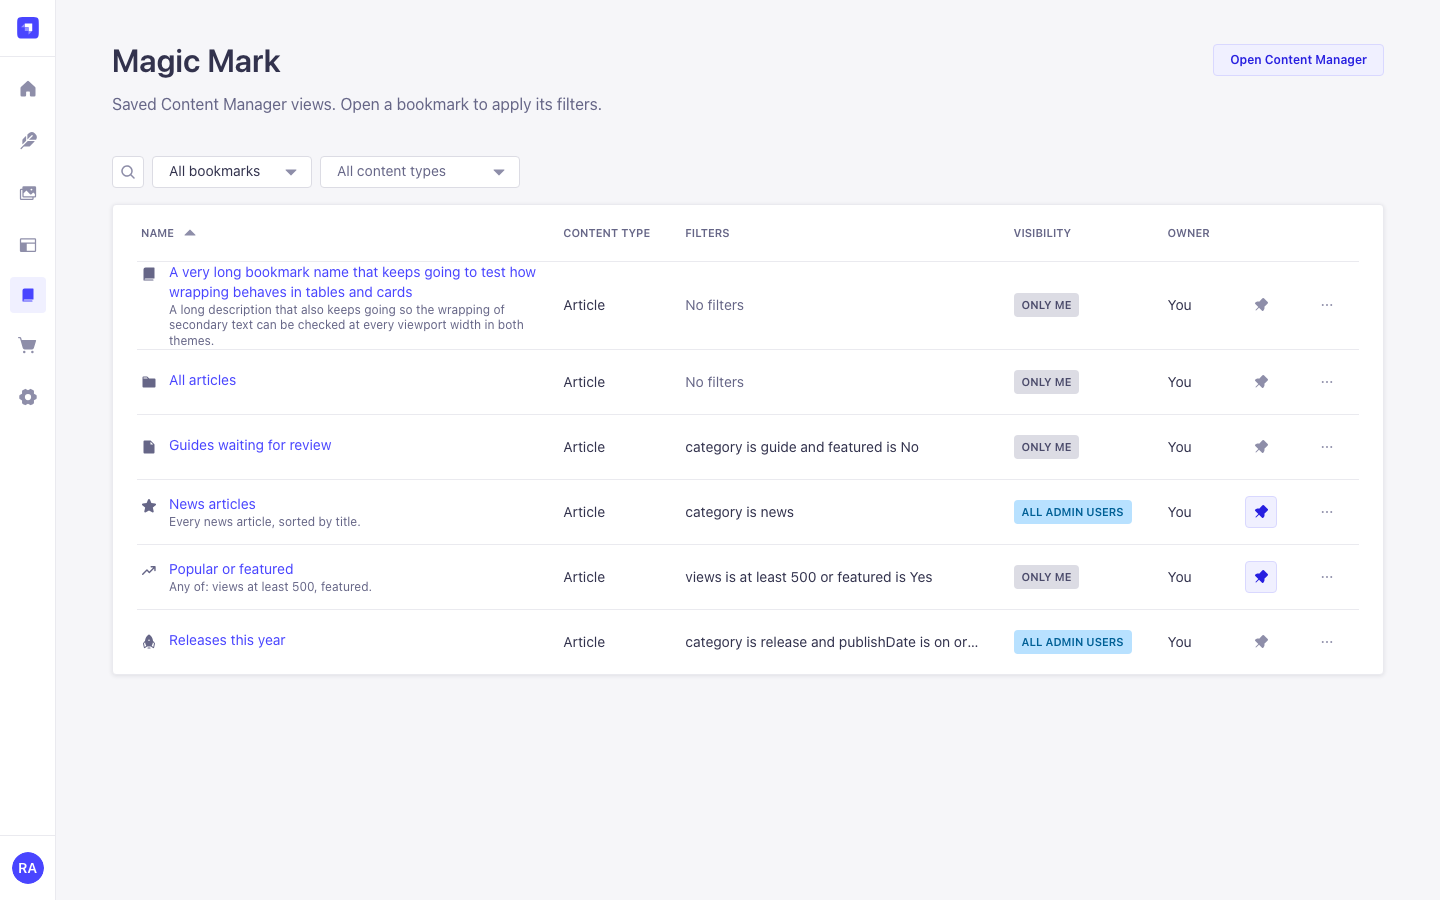 Magic Mark
Open Content Manager
Saved Content Manager views. Open a bookmark to apply its filters.
All bookmarks
All content types
NAME
CONTENT TYPE
FILTERS
VISIBILITY
OWNER
A very long bookmark name that keeps going to test how
wrapping behaves in tables and cards
A long description that also keeps going so the wrapping of
secondary text can be checked at every viewport width in both
themes.
Article
No filters
ONLY ME
You
All articles
Article
No filters
ONLY ME
You
Guides waiting for review
Article
category is guide and featured is No
ONLY ME
You
News articles
Every news article, sorted by title.
Article
category is news
ALL ADMIN USERS
You
Popular or featured
Any of: views at least 500, featured.
Article
views is at least 500 or featured is Yes
ONLY ME
You
Releases this year
Article
category is release and publishDate is on or...
ALL ADMIN USERS
You
RA